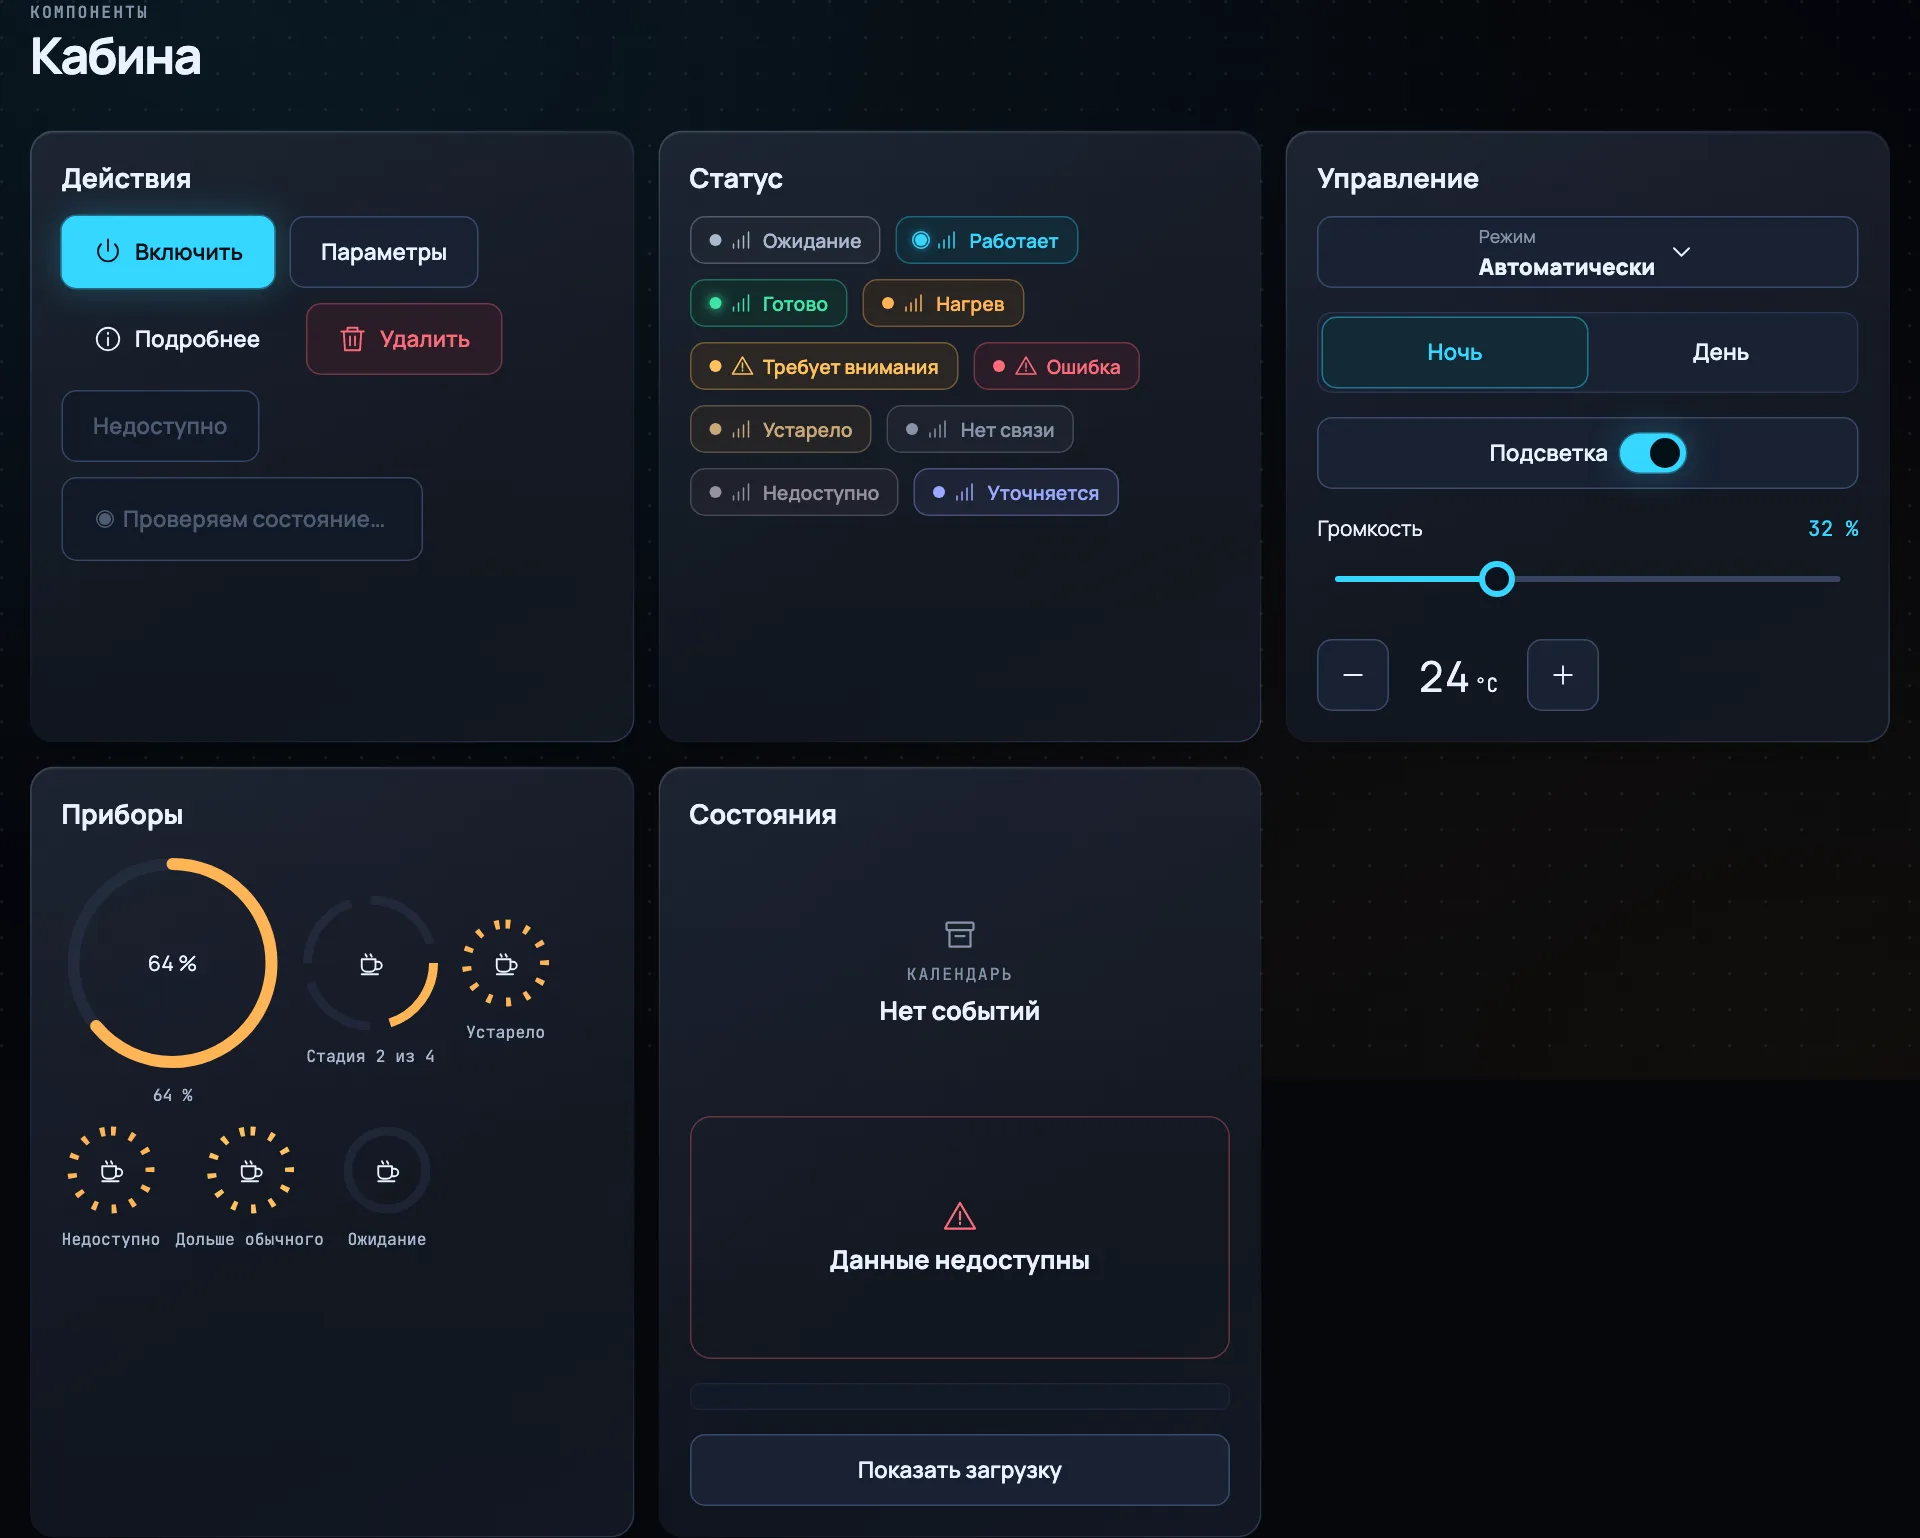 КОМПОНЕНТЫ
Кабина
Действия
Включить
Параметры
Подробнее
Удалить
Недоступно
Проверяем состояние…
Статус
Ожидание
Работает
Готово
Нагрев
Требует внимания
Ошибка
Устарело
Нет связи
Недоступно
Уточняется
Управление
Режим
Автоматически
Ночь
День
Подсветка
Громкость
32 %
24 °C
Приборы
64 %
64 %
Стадия 2 из 4
Устарело
Недоступно
Дольше обычного
Ожидание
Состояния
КАЛЕНДАРЬ
Нет событий
Данные недоступны
Показать загрузку